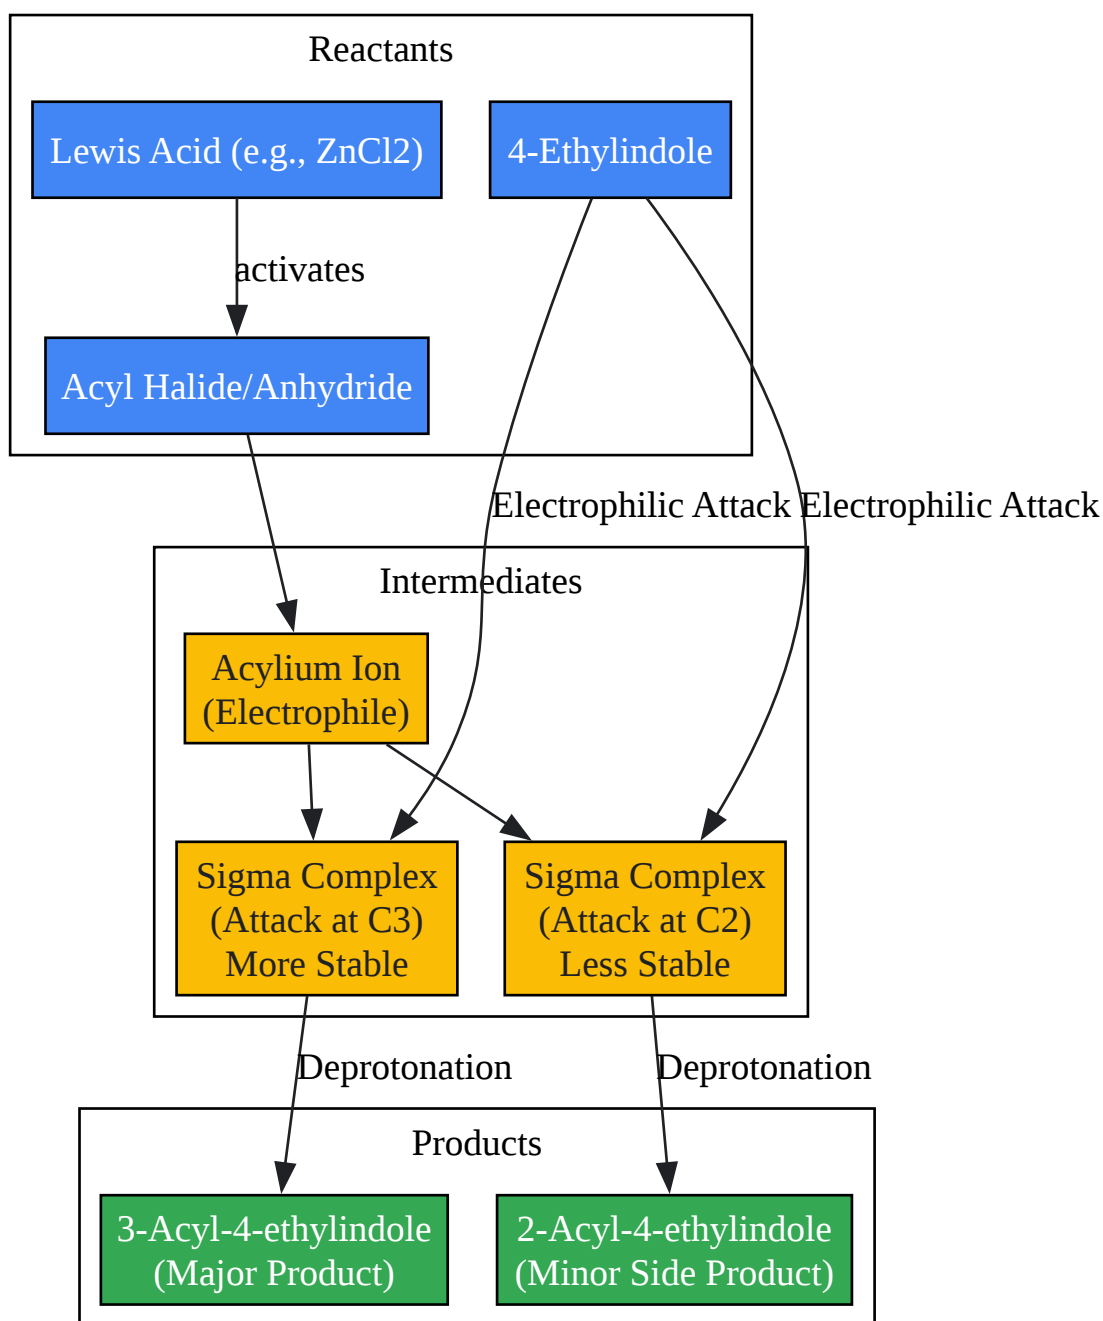 Reactants
Lewis Acid (e.g., ZnCl2)
4-Ethylindole
activates
Acyl Halide/Anhydride
Electrophilic Attack
Electrophilic Attack
Intermediates
Acylium Ion
(Electrophile)
Sigma Complex
(Attack at C3)
More Stable
Sigma Complex
(Attack at C2)
Less Stable
Deprotonation
Deprotonation
Products
3-Acyl-4-ethylindole
(Major Product)
2-Acyl-4-ethylindole
(Minor Side Product)